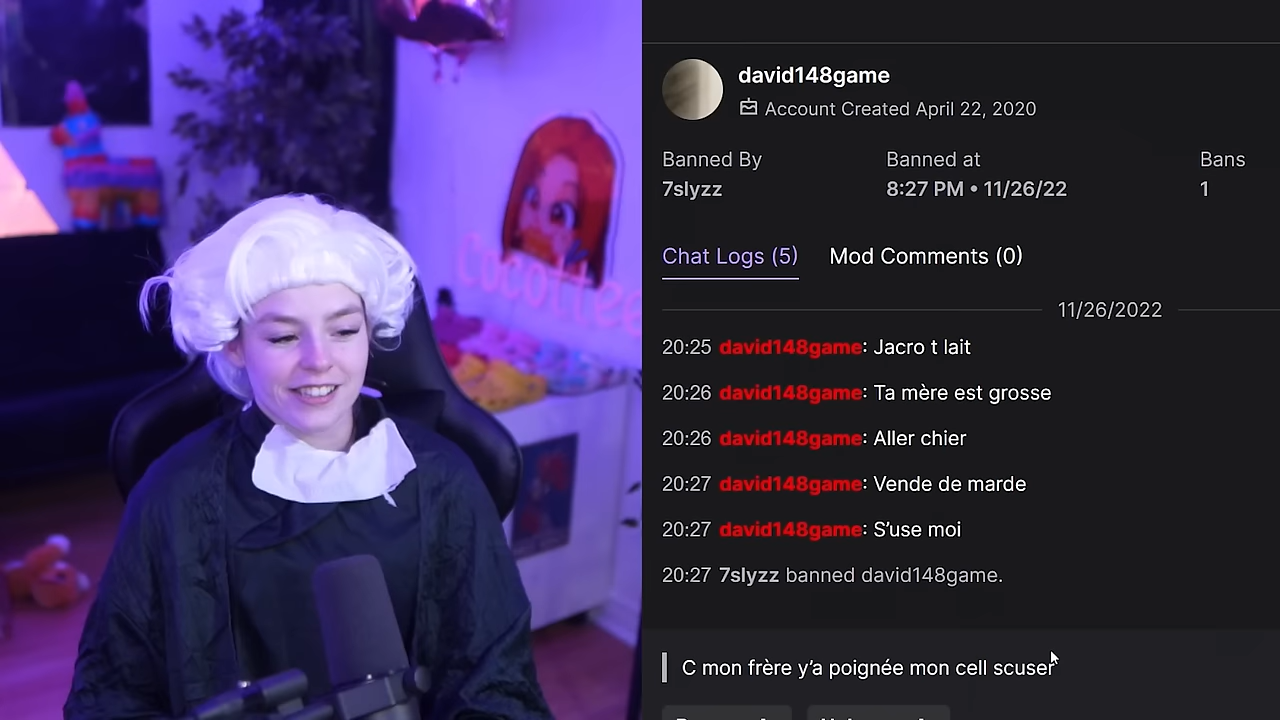 cocottee
david148game
Account Created April 22, 2020
Banned By
Banned at
Bans
7slyzz
8:27 PM • 11/26/22
1
Chat Logs (5)
Mod Comments (0)
11/26/2022
20:25 david148game: Jacro t lait
20:26 david148game: Ta mère est grosse
20:26 david148game: Aller chier
20:27 david148game: Vende de marde
20:27 david148game: S’use moi
20:27 7slyzz banned david148game.
C mon frère y’a poignée mon cell scuser